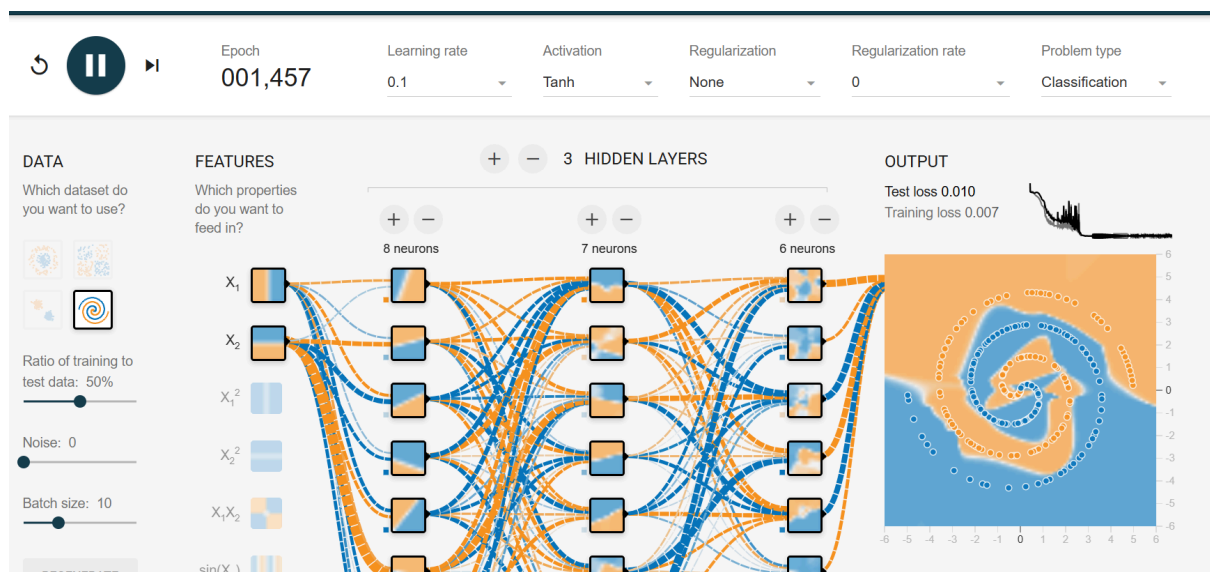 Epoch
001,457
Learning rate
0.1
Activation
Tanh
Regularization
None
Regularization rate
0
Problem type
Classification
DATA
Which dataset do
you want to use?
Ratio of training to
test data: 50%
Noise: 0
Batch size: 10
FEATURES
Which properties
do you want to
feed in?
X₁
X₂
X₁²
X₂²
X₁X₂
+ − 3 HIDDEN LAYERS
+ −
8 neurons
+ −
7 neurons
+ −
6 neurons
OUTPUT
Test loss 0.010
Training loss 0.007
6
5
4
3
2
1
0
-1
-2
-3
-4
-5
-6
-6 -5 -4 -3 -2 -1 0 1 2 3 4 5 6